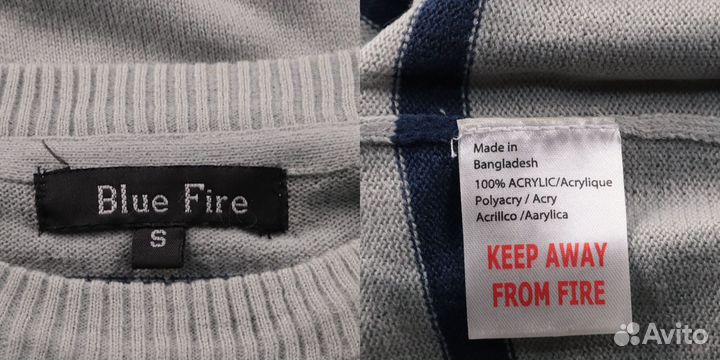 Blue Fire
S
Made in
Bangladesh
100% ACRYLIC/Acrylique
Polyacry / Acry
Acrillco /Aarylica
KEEP AWAY
FROM FIRE
Avito